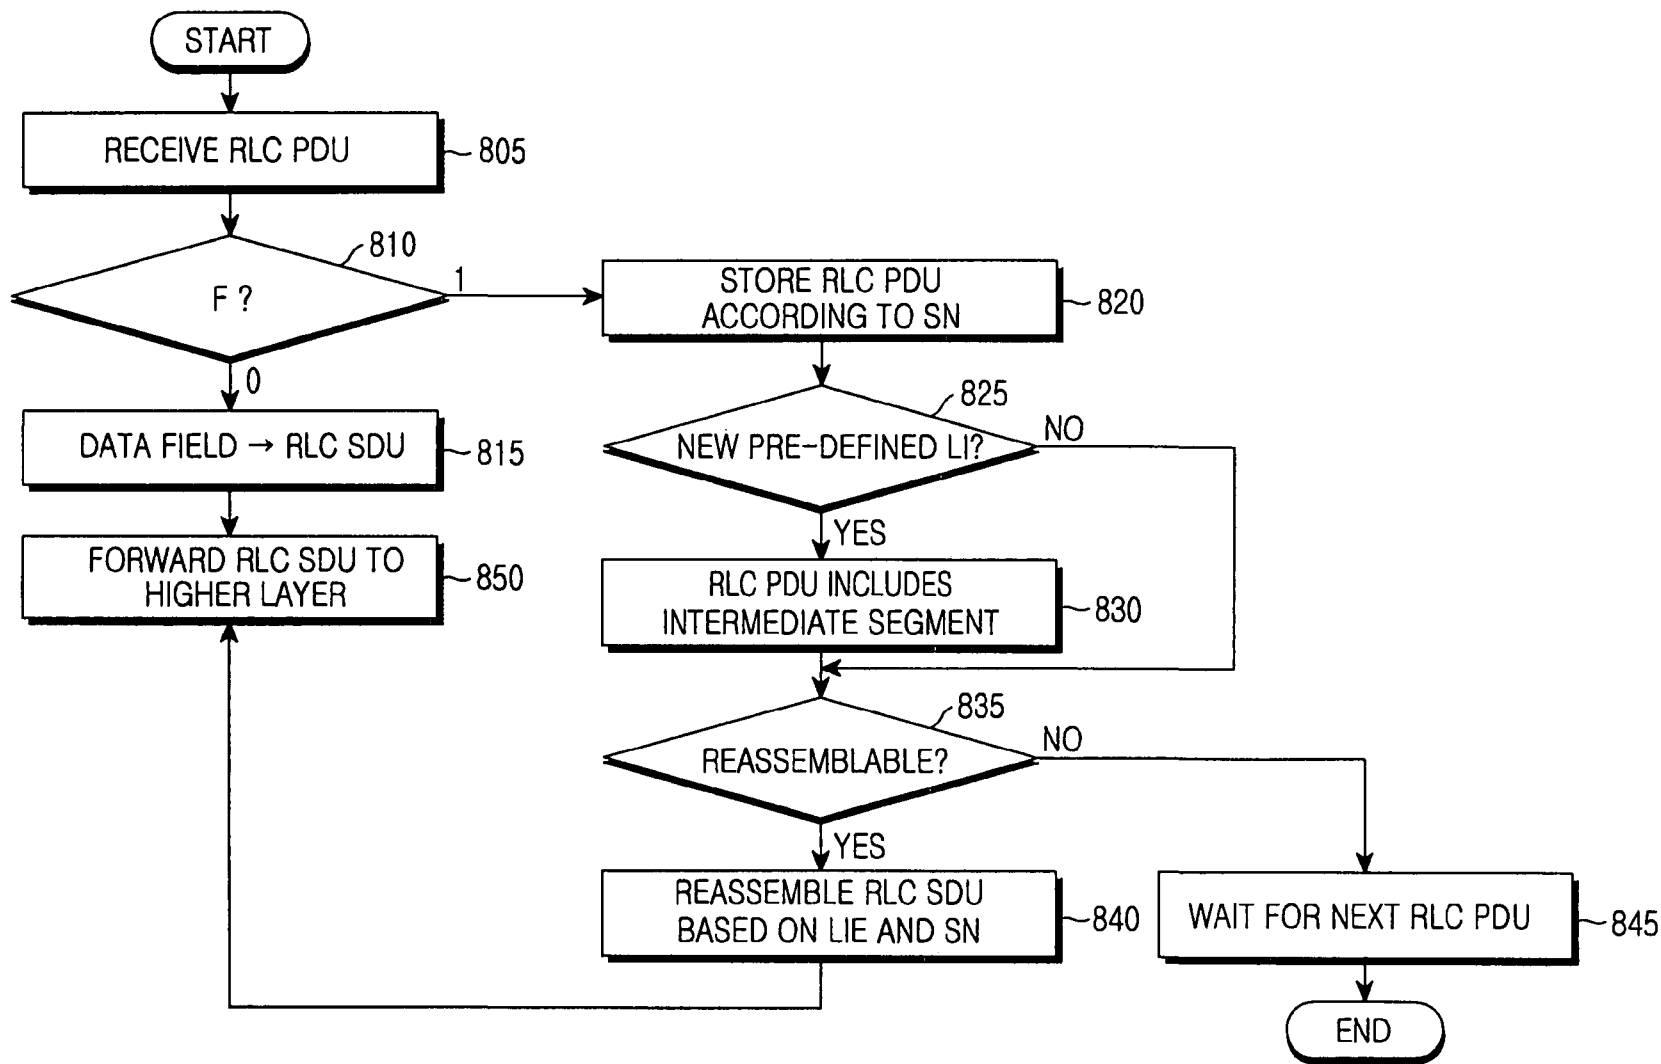 START
RECEIVE RLC PDU
805
F ?
810
1
0
DATA FIELD → RLC SDU
815
FORWARD RLC SDU TO
HIGHER LAYER
850
STORE RLC PDU
ACCORDING TO SN
820
NEW PRE-DEFINED LI?
825
NO
YES
RLC PDU INCLUDES
INTERMEDIATE SEGMENT
830
REASSEMBLABLE?
835
NO
YES
REASSEMBLE RLC SDU
BASED ON LIE AND SN
840
WAIT FOR NEXT RLC PDU
845
END